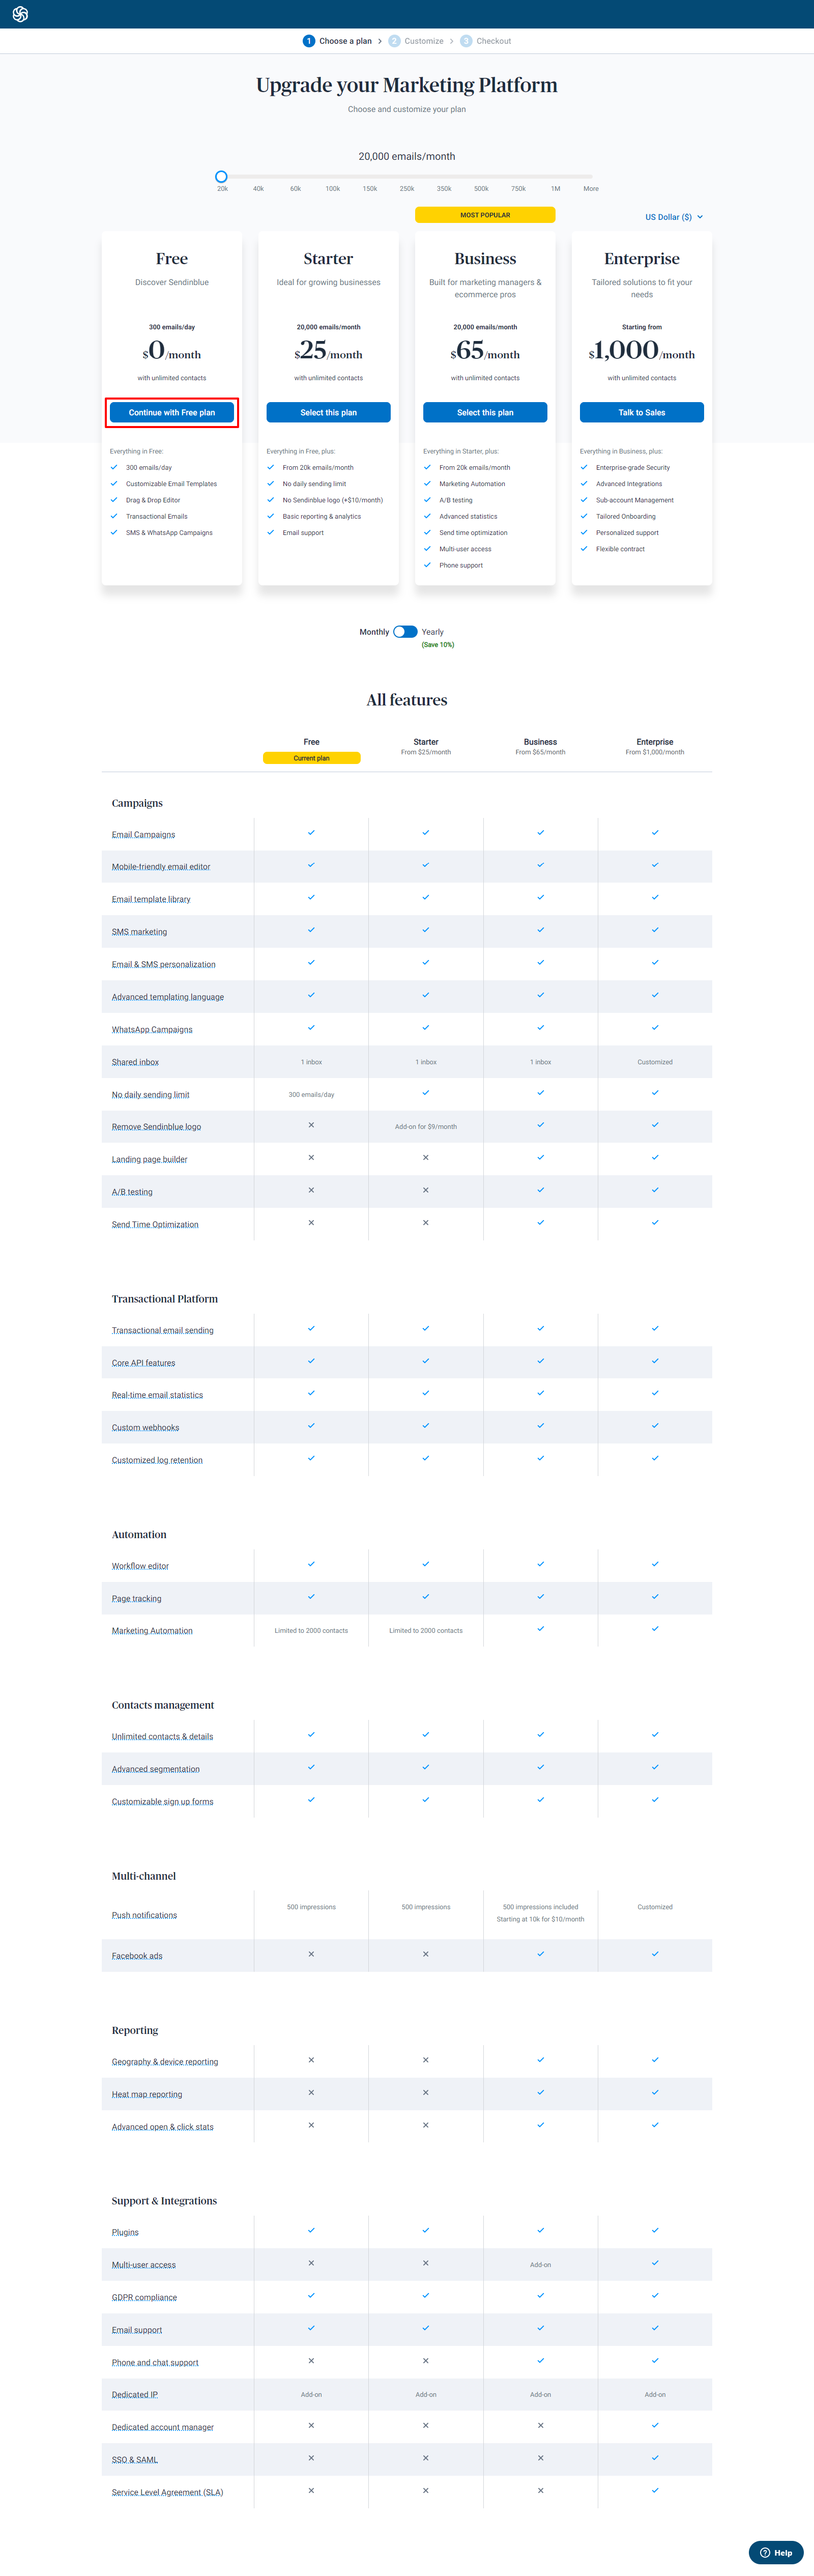 1 Choose a plan > 2 Customize > 3 Checkout
Upgrade your Marketing Platform
Choose and customize your plan
20,000 emails/month
20k 40k 60k 100k 150k 250k 350k 500k 750k 1M More
MOST POPULAR
US Dollar ($)
Free
Discover Sendinblue
300 emails/day
$0/month
with unlimited contacts
Continue with Free plan
Everything in Free:
300 emails/day
Customizable Email Templates
Drag & Drop Editor
Transactional Emails
SMS & WhatsApp Campaigns
Starter
Ideal for growing businesses
20,000 emails/month
$25/month
with unlimited contacts
Select this plan
Everything in Free, plus:
From 20k emails/month
No daily sending limit
No Sendinblue logo (+$10/month)
Basic reporting & analytics
Email support
Business
Built for marketing managers &
ecommerce pros
20,000 emails/month
$65/month
with unlimited contacts
Select this plan
Everything in Starter, plus:
From 20k emails/month
Marketing Automation
A/B testing
Advanced statistics
Send time optimization
Multi-user access
Phone support
Enterprise
Tailored solutions to fit your
needs
Starting from
$1,000/month
with unlimited contacts
Talk to Sales
Everything in Business, plus:
Enterprise-grade Security
Advanced Integrations
Sub-account Management
Tailored Onboarding
Personalized support
Flexible contract
Monthly Yearly
(Save 10%)
All features
Free Starter Business Enterprise
Current plan From $25/month From $65/month From $1,000/month
Campaigns
Email Campaigns
Mobile-friendly email editor
Email template library
SMS marketing
Email & SMS personalization
Advanced templating language
WhatsApp Campaigns
Shared inbox 1 inbox 1 inbox 1 inbox Customized
No daily sending limit 300 emails/day
Remove Sendinblue logo Add-on for $9/month
Landing page builder
A/B testing
Send Time Optimization
Transactional Platform
Transactional email sending
Core API features
Real-time email statistics
Custom webhooks
Customized log retention
Automation
Workflow editor
Page tracking
Marketing Automation Limited to 2000 contacts Limited to 2000 contacts
Contacts management
Unlimited contacts & details
Advanced segmentation
Customizable sign up forms
Multi-channel
Push notifications 500 impressions 500 impressions 500 impressions included Customized
Starting at 10k for $10/month
Facebook ads
Reporting
Geography & device reporting
Heat map reporting
Advanced open & click stats
Support & Integrations
Plugins
Multi-user access Add-on
GDPR compliance
Email support
Phone and chat support
Dedicated IP Add-on Add-on Add-on Add-on
Dedicated account manager
SSO & SAML
Service Level Agreement (SLA)
Help